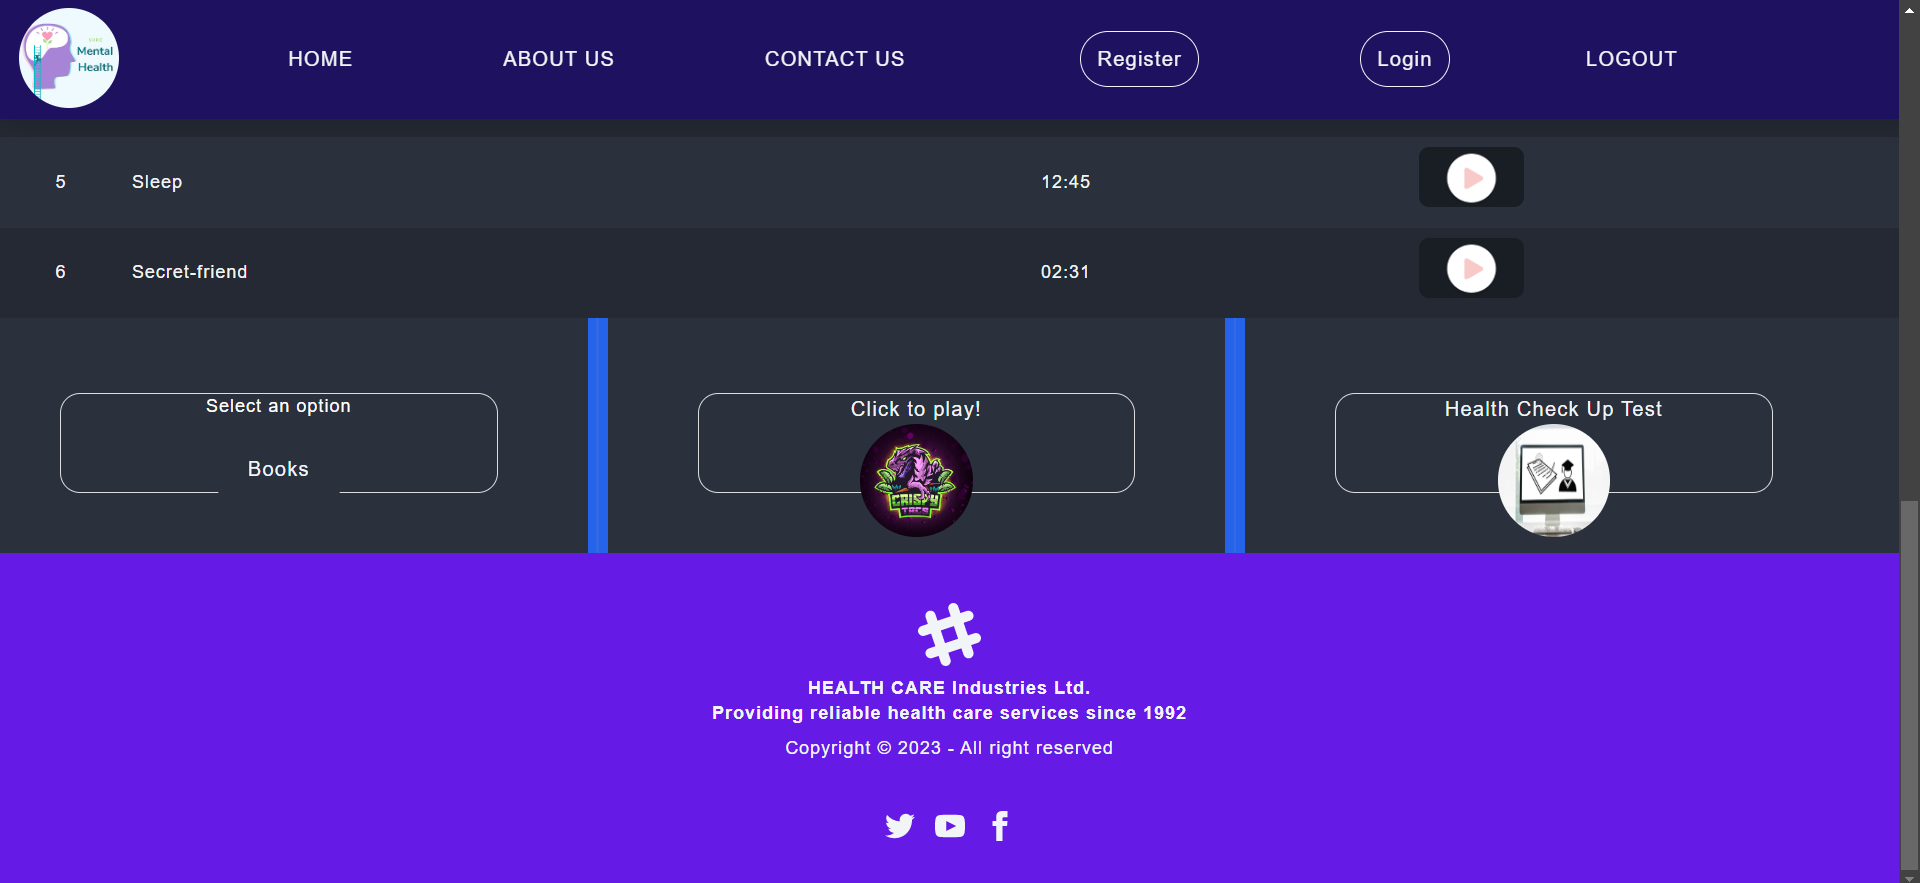 Mental
Health
HOME
ABOUT US
CONTACT US
Register
Login
LOGOUT
5
Sleep
12:45
6
Secret-friend
02:31
Select an option
Books
Click to play!
CRISPY
TACS
Health Check Up Test
HEALTH CARE Industries Ltd.
Providing reliable health care services since 1992
Copyright © 2023 - All right reserved